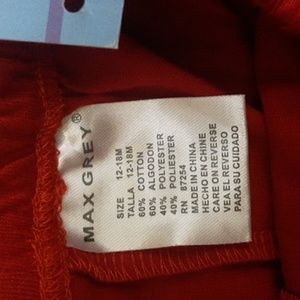 MAX GREY®
SIZE 12-18M
TALLA 12-18M
60% COTTON
60% ALGODON
40% POLYESTER
40% POLIESTER
RN 87254
MADE IN CHINA
HECHO EN CHINA
CARE ON REVERSE
VEA EL REVERSO
PARA SU CUIDADO